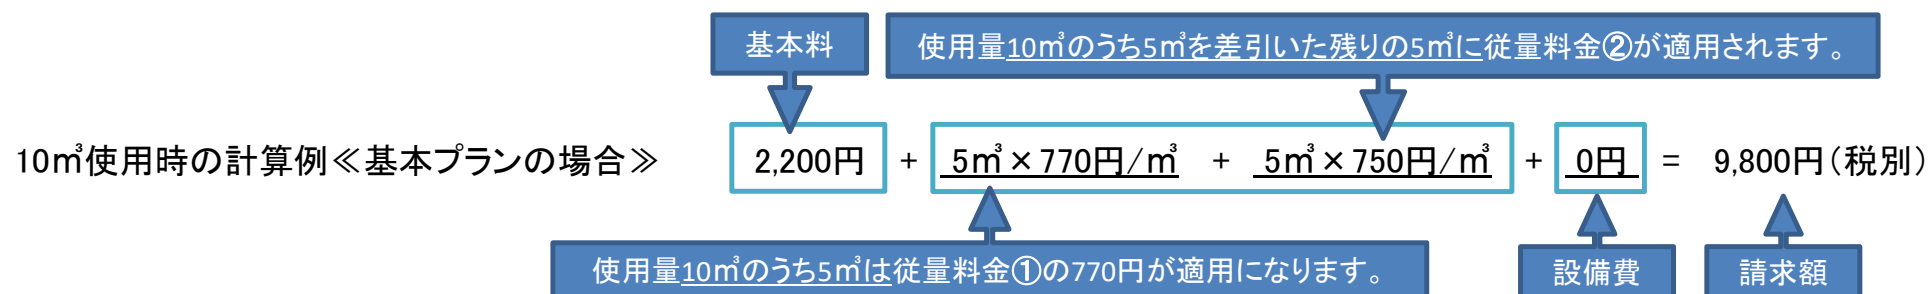 基本料
使用量10㎥のうち5㎥を差引いた残りの5㎥に従量料金②が適用されます。
10㎥使用時の計算例≪基本プランの場合≫ 2,200円 + 5㎥×770円/㎥ + 5㎥×750円/㎥ + 0円 = 9,800円(税別)
使用量10㎥のうち5㎥は従量料金①の770円が適用になります。
設備費
請求額